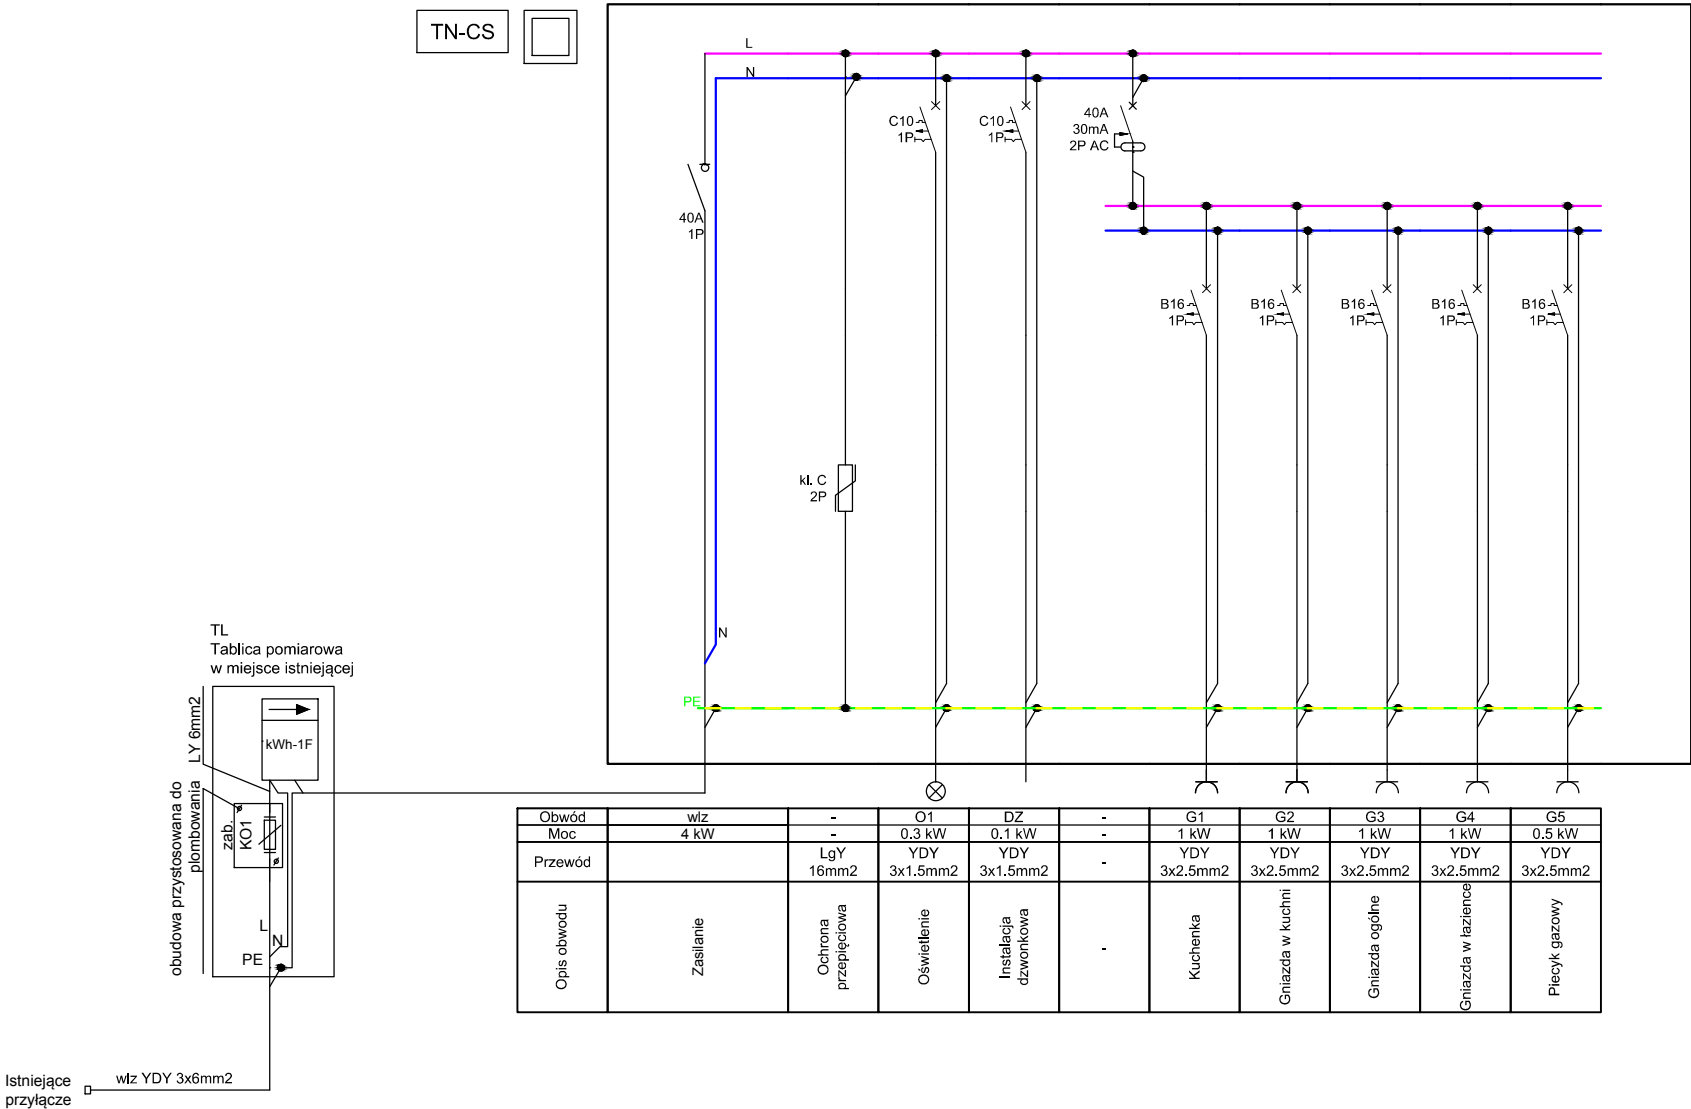 TN-CS
L
N
40A
1P
kl. C
2P
C10
1P
C10
1P
40A
30mA
2P AC
B16
1P
B16
1P
B16
1P
B16
1P
B16
1P
N
PE
TL
Tablica pomiarowa
w miejsce istniejącej
LY 6mm2
kWh-1F
obudowa przystosowana do
plombowania
zab.
KO1
L
N
PE
Istniejące
przyłącze
wlz YDY 3x6mm2
Obwód wlz - O1 DZ - G1 G2 G3 G4 G5
Moc 4 kW - 0.3 kW 0.1 kW - 1 kW 1 kW 1 kW 1 kW 0.5 kW
Przewód LgY YDY YDY - YDY YDY YDY YDY YDY
16mm2 3x1.5mm2 3x1.5mm2 3x2.5mm2 3x2.5mm2 3x2.5mm2 3x2.5mm2 3x2.5mm2
Opis obwodu
Zasilanie
Ochrona
przepięciowa
Oświetlenie
Instalacja
dzwonkowa
-
Kuchenka
Gniazda w kuchni
Gniazda ogólne
Gniazda w łazience
Piecyk gazowy